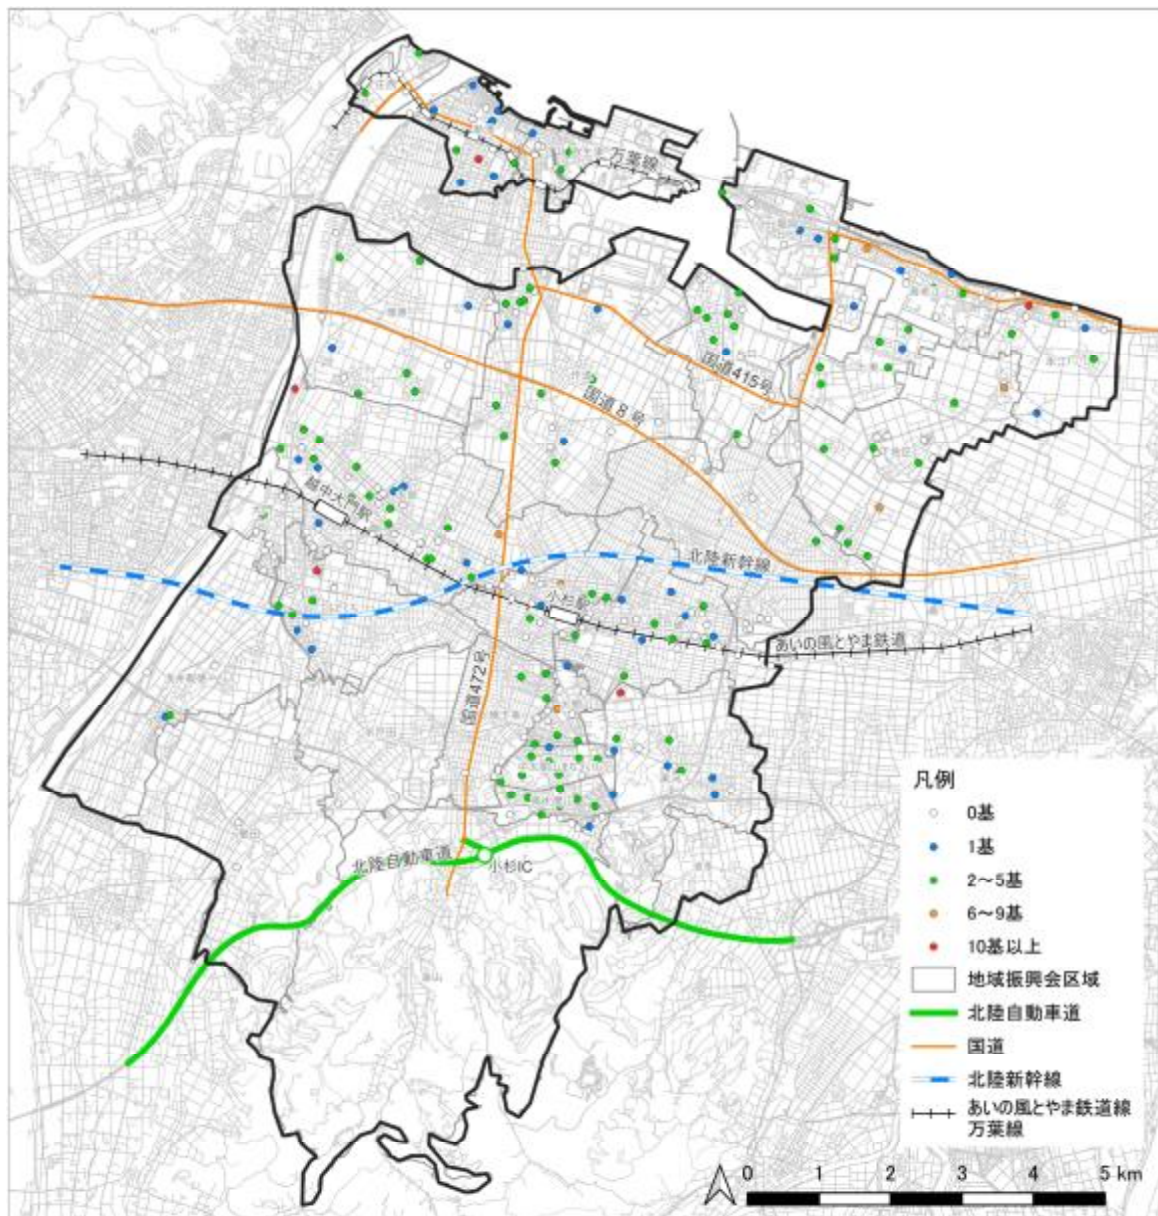 万葉線
国道415号
国道8号
越中大門駅
北陸新幹線
小杉駅
あいの風とやま鉄道
国道472号
北陸自動車道
小杉IC
凡例
0基
1基
2～5基
6～9基
10基以上
地域振興会区域
北陸自動車道
国道
北陸新幹線
あいの風とやま鉄道線
万葉線
0 1 2 3 4 5 km